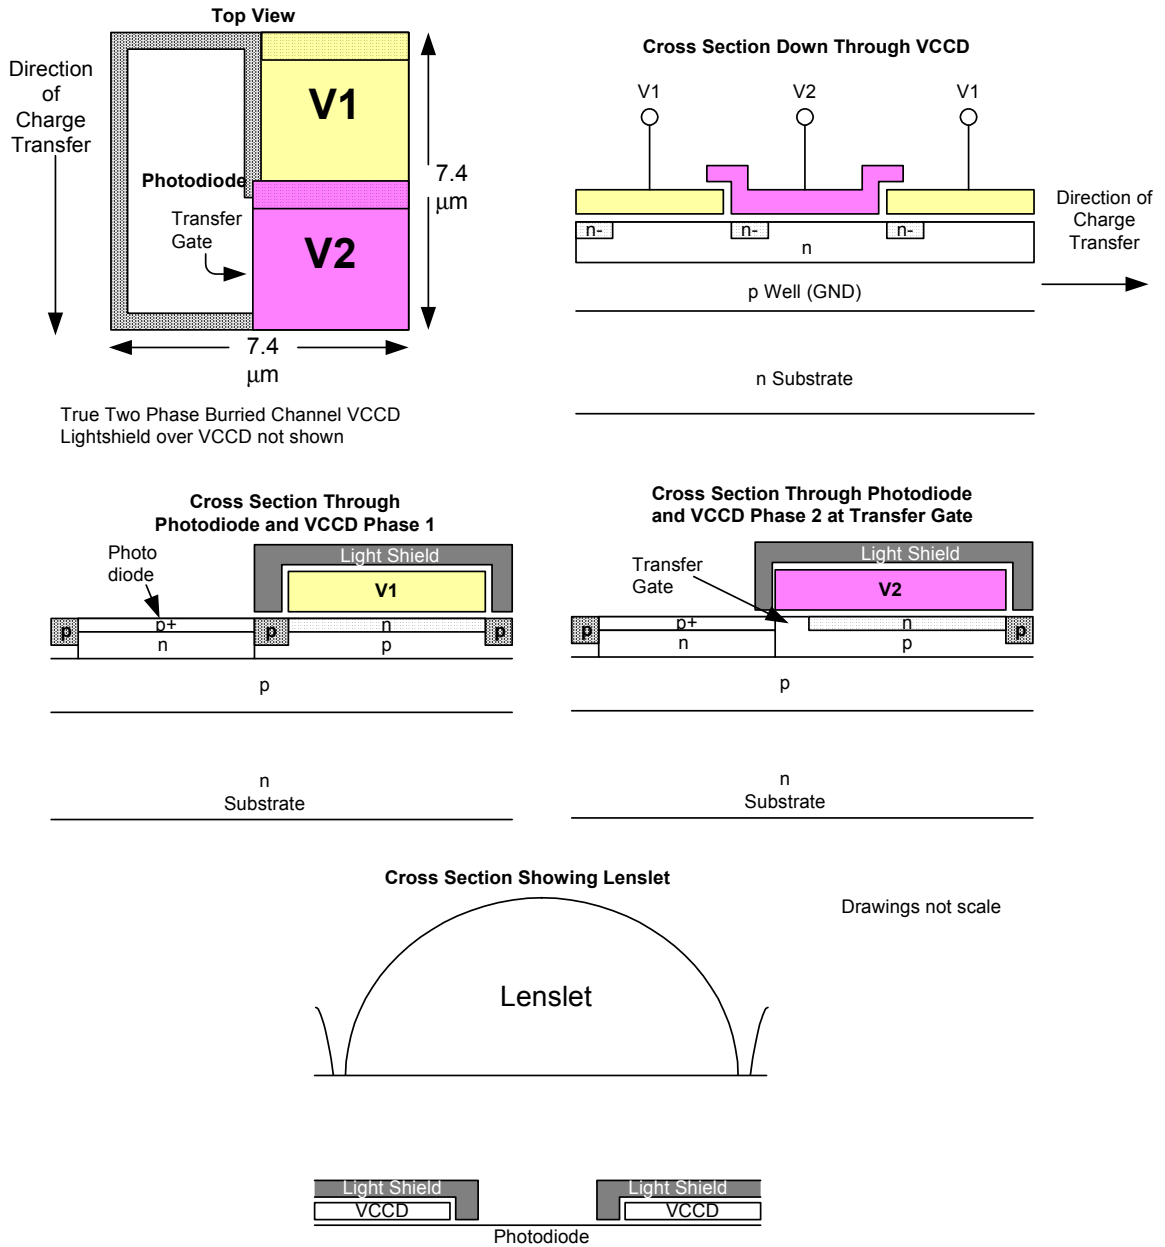 Top View
Direction
of
Charge
Transfer
V1
Photodiode
Transfer
Gate
V2
7.4
μm
7.4
μm
True Two Phase Burried Channel VCCD
Lightshield over VCCD not shown
Cross Section Down Through VCCD
V1 V2 V1
n- n- n-
n
p Well (GND)
n Substrate
Direction of
Charge
Transfer
Cross Section Through
Photodiode and VCCD Phase 1
Photo
diode
Light Shield
V1
p p+ p n p
n p
p
n
Substrate
Cross Section Through Photodiode
and VCCD Phase 2 at Transfer Gate
Transfer
Gate
Light Shield
V2
p p+ n p
n p
p
n
Substrate
Cross Section Showing Lenslet
Drawings not scale
Lenslet
Light Shield Light Shield
VCCD VCCD
Photodiode